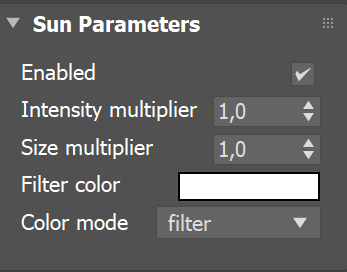 Sun Parameters
Enabled
Intensity multiplier 1,0
Size multiplier 1,0
Filter color
Color mode filter